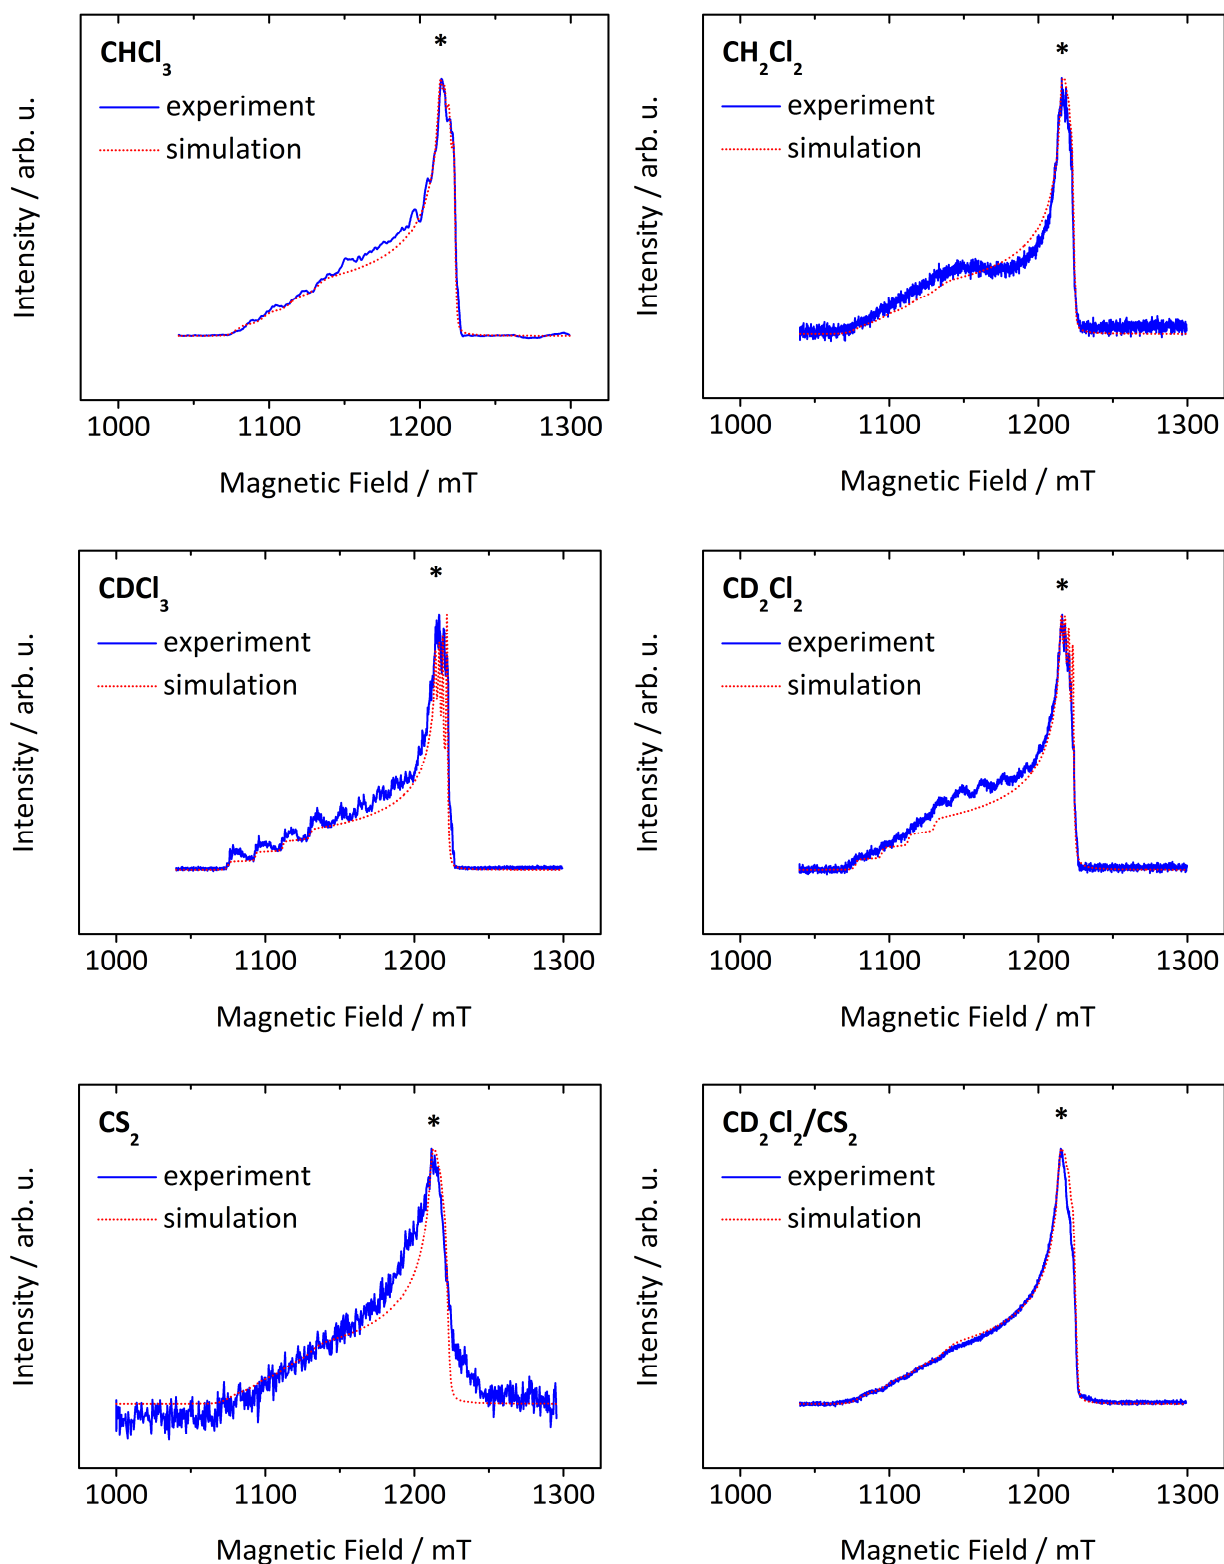 CHCl3
*
experiment
simulation
Intensity / arb. u.
1000 1100 1200 1300
Magnetic Field / mT
CH2Cl2
*
experiment
simulation
Intensity / arb. u.
1000 1100 1200 1300
Magnetic Field / mT
CDCl3
*
experiment
simulation
Intensity / arb. u.
1000 1100 1200 1300
Magnetic Field / mT
CD2Cl2
*
experiment
simulation
Intensity / arb. u.
1000 1100 1200 1300
Magnetic Field / mT
CS2
*
experiment
simulation
Intensity / arb. u.
1000 1100 1200 1300
Magnetic Field / mT
CD2Cl2/CS2
*
experiment
simulation
Intensity / arb. u.
1000 1100 1200 1300
Magnetic Field / mT